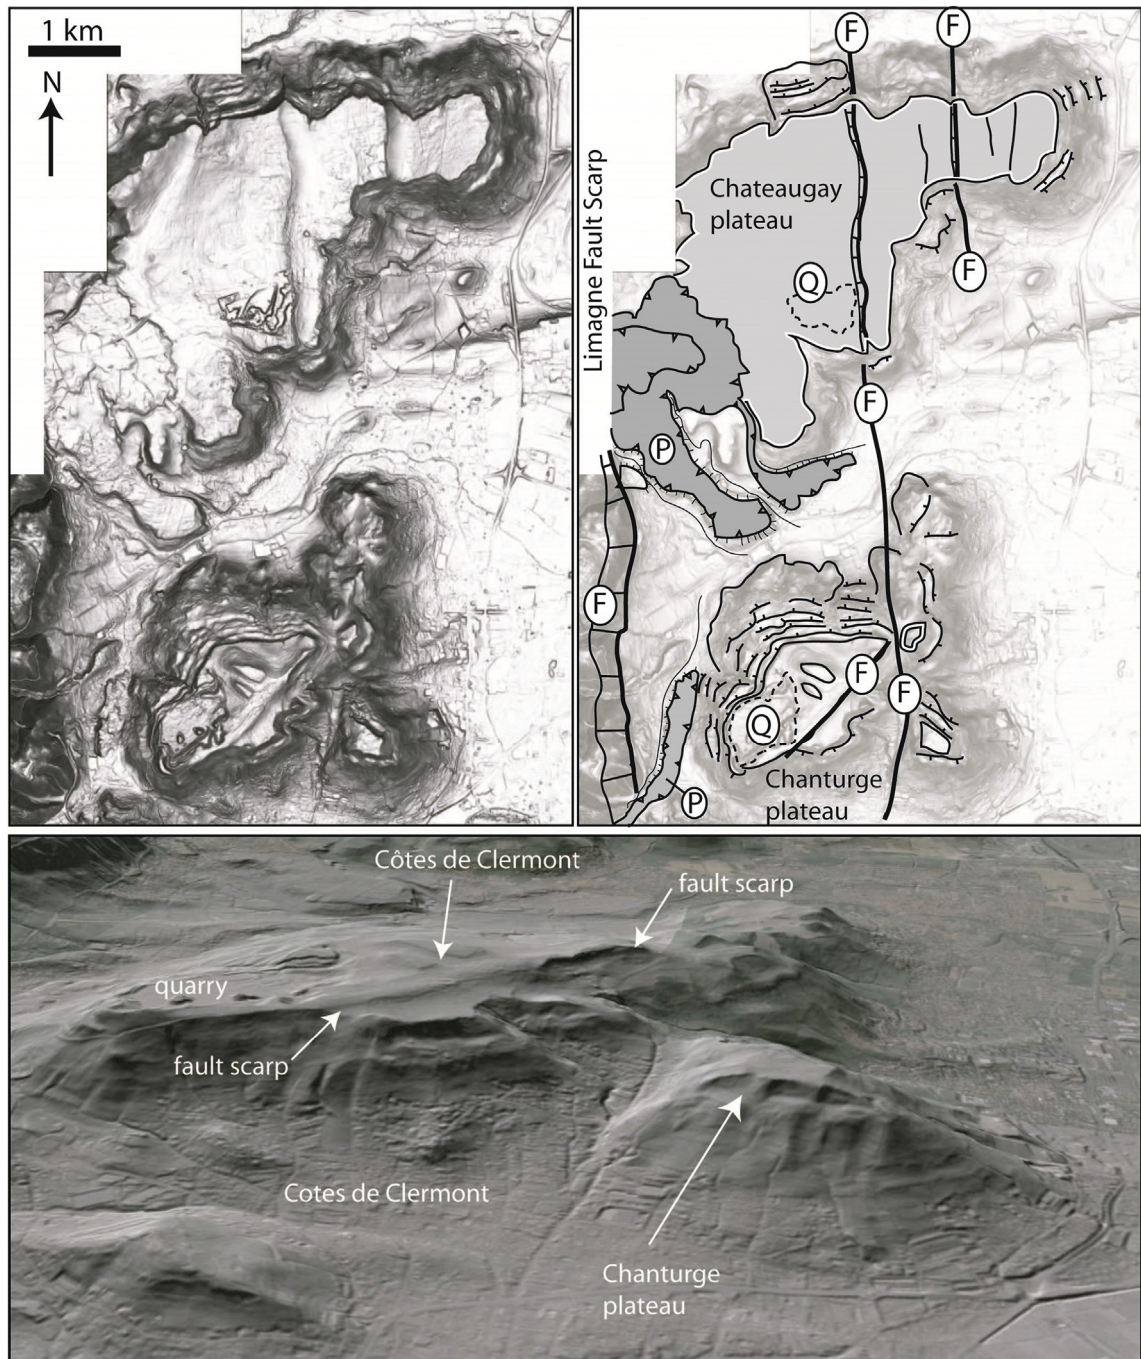 1 km
N
F
F
Limagne Fault Scarp
Chateaugay
plateau
Q
F
F
P
F
F
F
Q
Chanturge
plateau
P
Côtes de Clermont
fault scarp
quarry
fault scarp
Cotes de Clermont
Chanturge
plateau